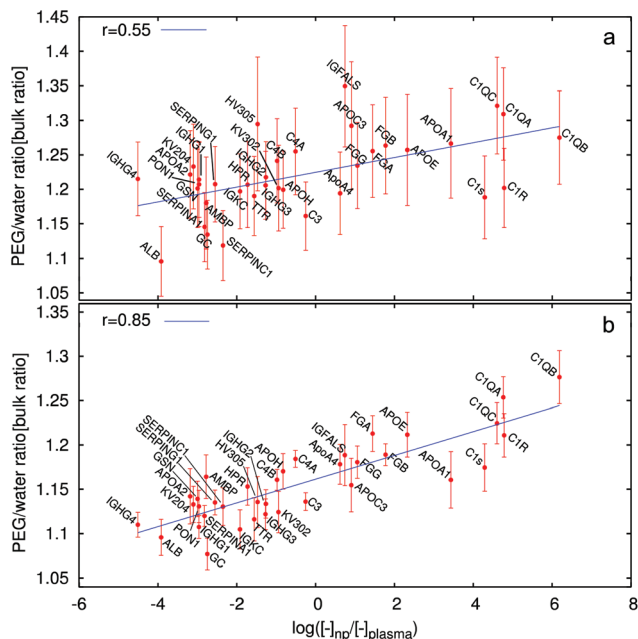 r=0.55
a
PEG/water ratio[bulk ratio]
1.4
1.35
1.3
1.25
1.2
1.15
1.1
1.05
IGHG4
ALB
SERPING1
IGHG1
KV204
APOA2
PON1
GSN
SERPINA1
GC
AMBP
SERPINC1
HV305
KV302
IGHG2
C4B
HPR
IGKC
TTR
APOH
IGHG3
C4A
C3
IGFALS
APOC3
FGG
ApoA4
FGB
FGA
APOE
APOA1
C1QC
C1QA
C1QB
C1s
C1R
r=0.85
b
PEG/water ratio[bulk ratio]
1.3
1.35
1.25
1.2
1.15
1.1
1.05
IGHG4
ALB
SERPINC1
SERPING1
GSN
APOA2
KV204
PON1
IGHG1
GC
SERPINA1
AMBP
HPR
HV305
IGHG2
C4B
APOH
IGKC
TTR
IGHG3
KV302
C4A
C3
IGFALS
ApoA4
FGA
FGG
APOC3
FGB
APOE
APOA1
C1s
C1QC
C1QA
C1R
C1QB
-6 -4 -2 0 2 4 6 8
log([-]np/[-]plasma)